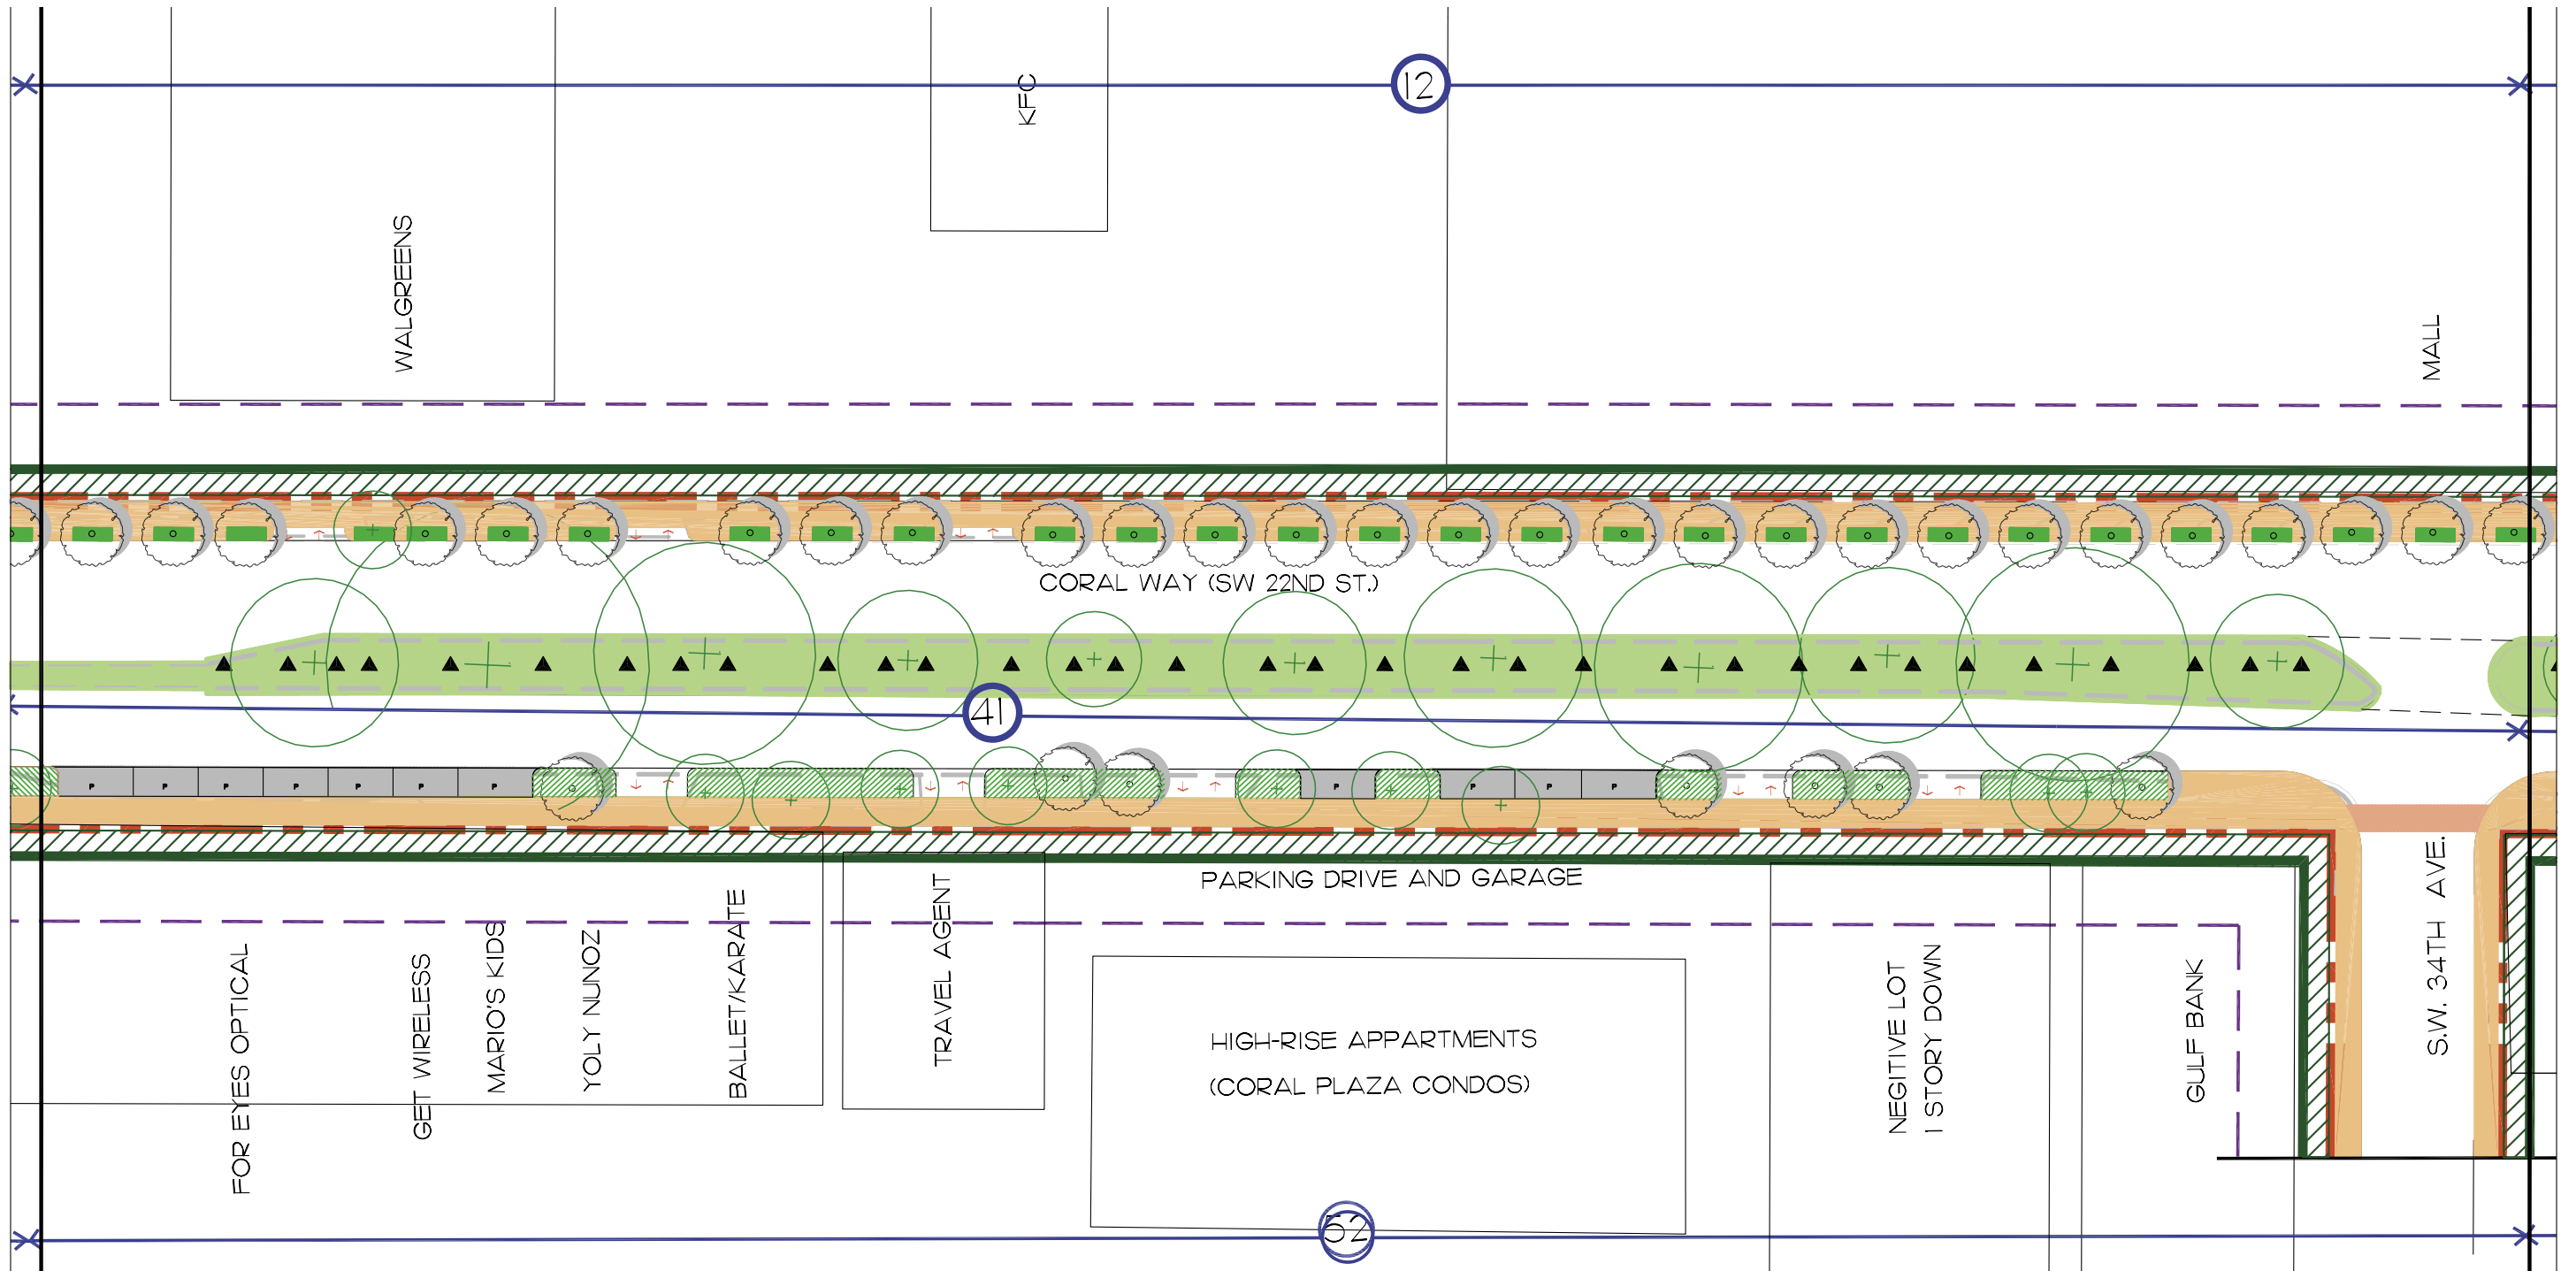 12
KFC
WALGREENS
MALL
CORAL WAY (SW 22ND ST.)
41
P P P P P P P
P P P P
PARKING DRIVE AND GARAGE
FOR EYES OPTICAL
GET WIRELESS
MARIO'S KIDS
YOLY NUNOZ
BALLET/KARATE
TRAVEL AGENT
HIGH-RISE APPARTMENTS
(CORAL PLAZA CONDOS)
NEGITIVE LOT
1 STORY DOWN
GULF BANK
S.W. 34TH AVE.
52